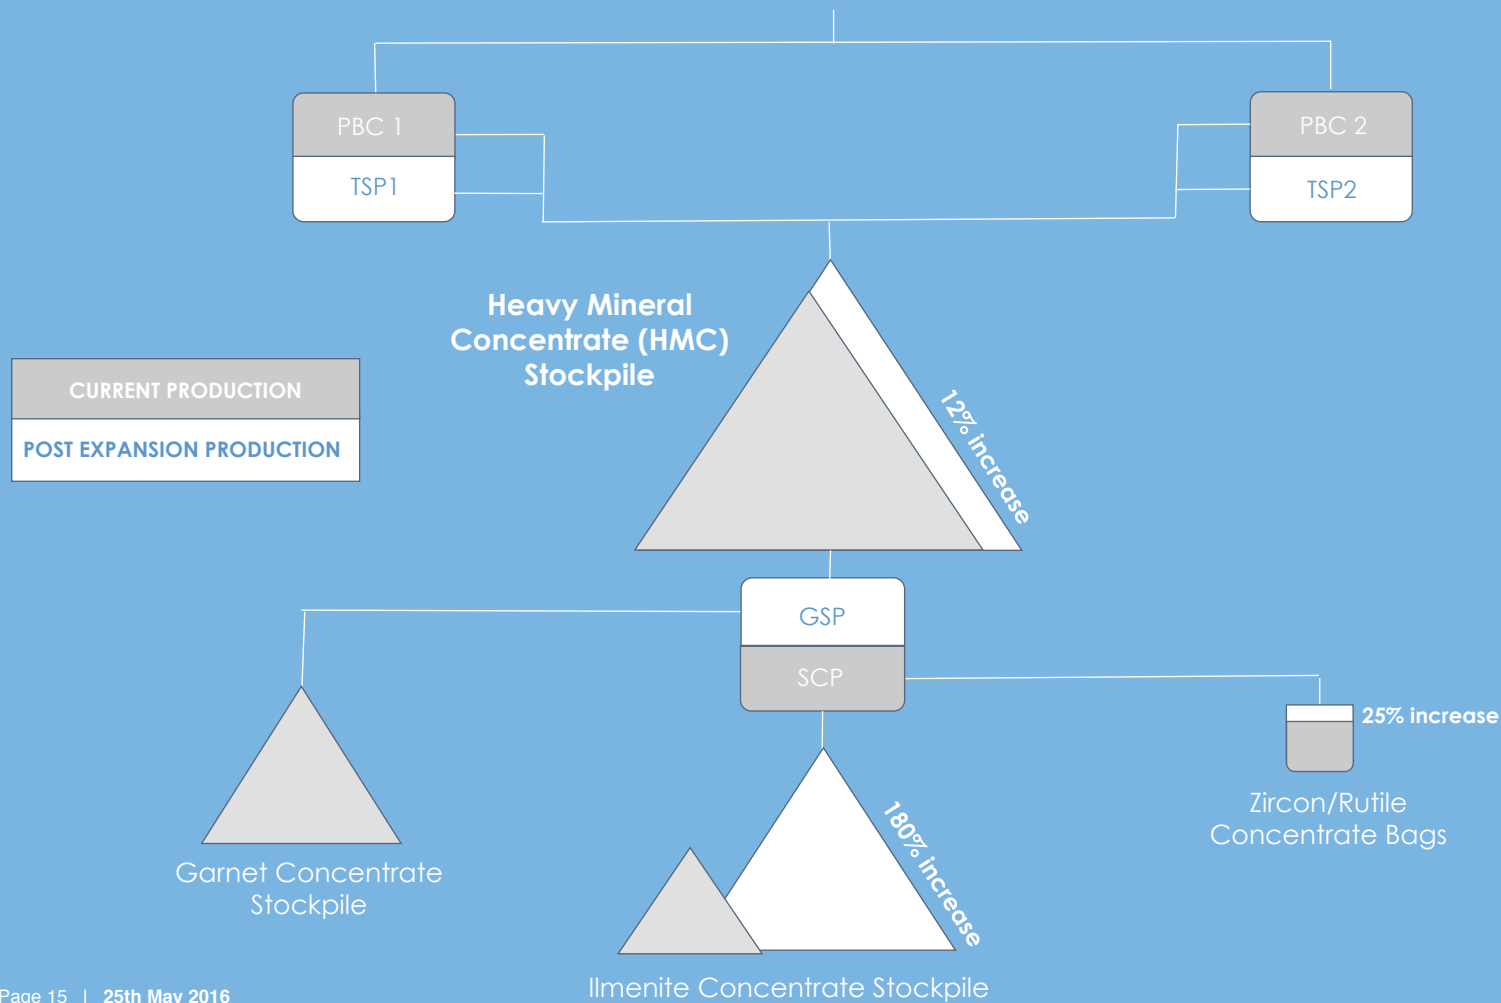 PBC 1
TSP1
PBC 2
TSP2
Heavy Mineral
Concentrate (HMC)
Stockpile
12% increase
CURRENT PRODUCTION
POST EXPANSION PRODUCTION
GSP
SCP
25% increase
Zircon/Rutile
Concentrate Bags
Garnet Concentrate
Stockpile
180% increase
Ilmenite Concentrate Stockpile
Page 15 | 25th May 2016